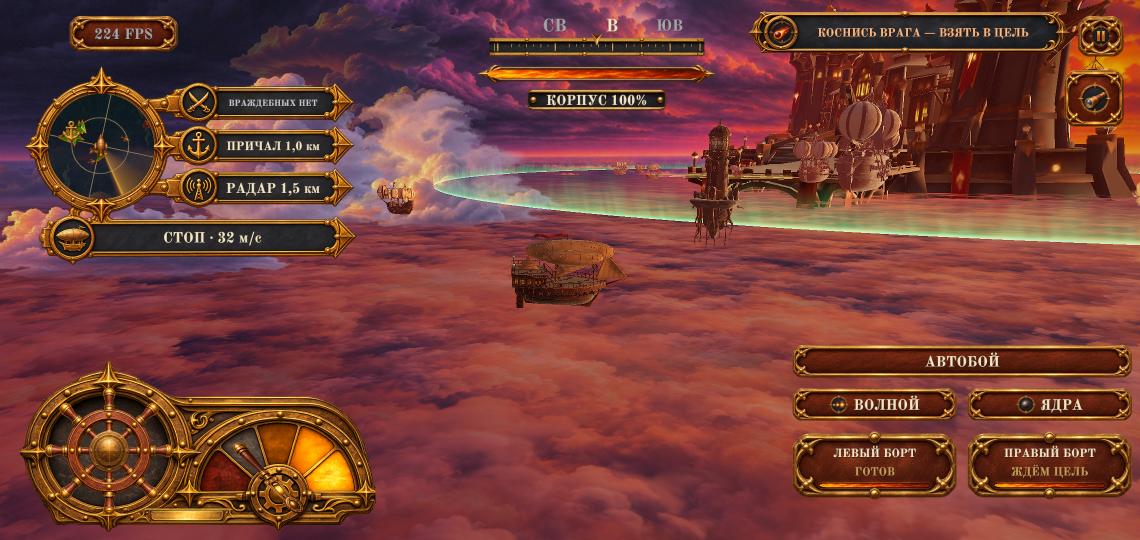 224 FPS
СВ В ЮВ
КОСНИСЬ ВРАГА — ВЗЯТЬ В ЦЕЛЬ
КОРПУС 100%
ВРАЖДЕБНЫХ НЕТ
ПРИЧАЛ 1,0 км
РАДАР 1,5 км
СТОП · 32 м/с
АВТОБОЙ
ВОЛНОЙ
ЯДРА
ЛЕВЫЙ БОРТ
ГОТОВ
ПРАВЫЙ БОРТ
ЖДЁМ ЦЕЛЬ